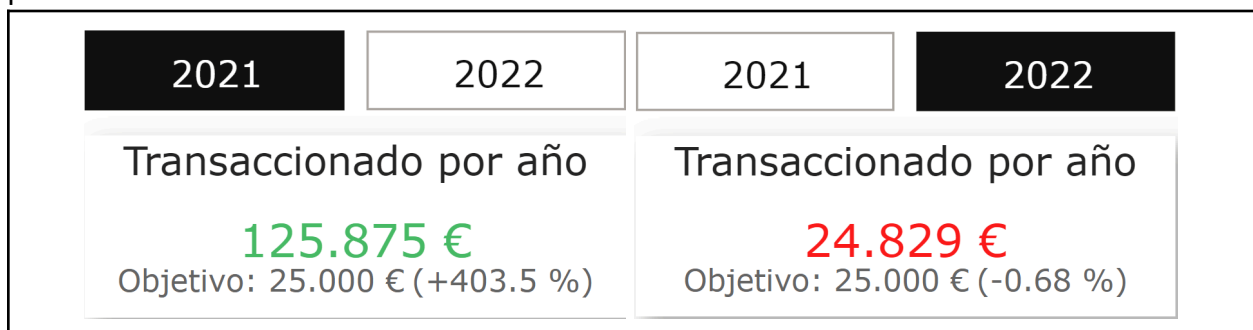 2021
2022
Transaccionado por año
125.875 €
Objetivo: 25.000 € (+403.5 %)
2021
2022
Transaccionado por año
24.829 €
Objetivo: 25.000 € (-0.68 %)